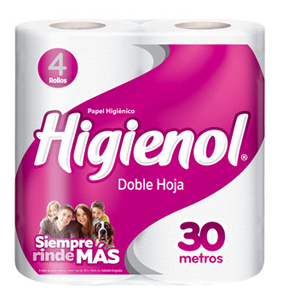 4
Rollos
Papel Higiénico
Higienol®
Doble Hoja
Siempre
rinde MÁS
30
metros